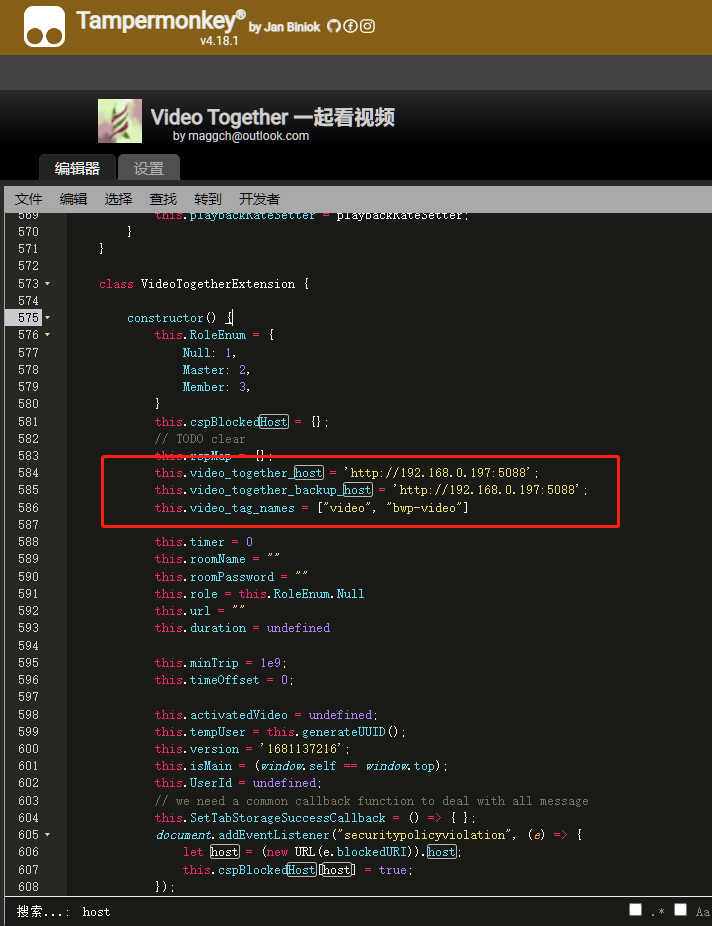 Tampermonkey® by Jan Biniok
v4.18.1
Video Together 一起看视频
by maggch@outlook.com
编辑器 设置
文件 编辑 选择 查找 转到 开发者
569 this.playbackRateSetter = playbackRateSetter;
570 }
571 }
572
573 class VideoTogetherExtension {
574
575 constructor() {
576 this.RoleEnum = {
577 Null: 1,
578 Master: 2,
579 Member: 3,
580 }
581 this.cspBlockedHost = {};
582 // TODO clear
583 this.rspMap = {};
584 this.video_together_host = 'http://192.168.0.197:5088';
585 this.video_together_backup_host = 'http://192.168.0.197:5088';
586 this.video_tag_names = ["video", "bwp-video"]
587
588 this.timer = 0
589 this.roomName = ""
590 this.roomPassword = ""
591 this.role = this.RoleEnum.Null
592 this.url = ""
593 this.duration = undefined
594
595 this.minTrip = 1e9;
596 this.timeOffset = 0;
597
598 this.activatedVideo = undefined;
599 this.tempUser = this.generateUUID();
600 this.version = '1681137216';
601 this.isMain = (window.self == window.top);
602 this.UserId = undefined;
603 // we need a common callback function to deal with all message
604 this.SetTabStorageSuccessCallback = () => { };
605 document.addEventListener("securitypolicyviolation", (e) => {
606 let host = (new URL(e.blockedURI)).host;
607 this.cspBlockedHost[host] = true;
608 });
搜索...: host .* Aa